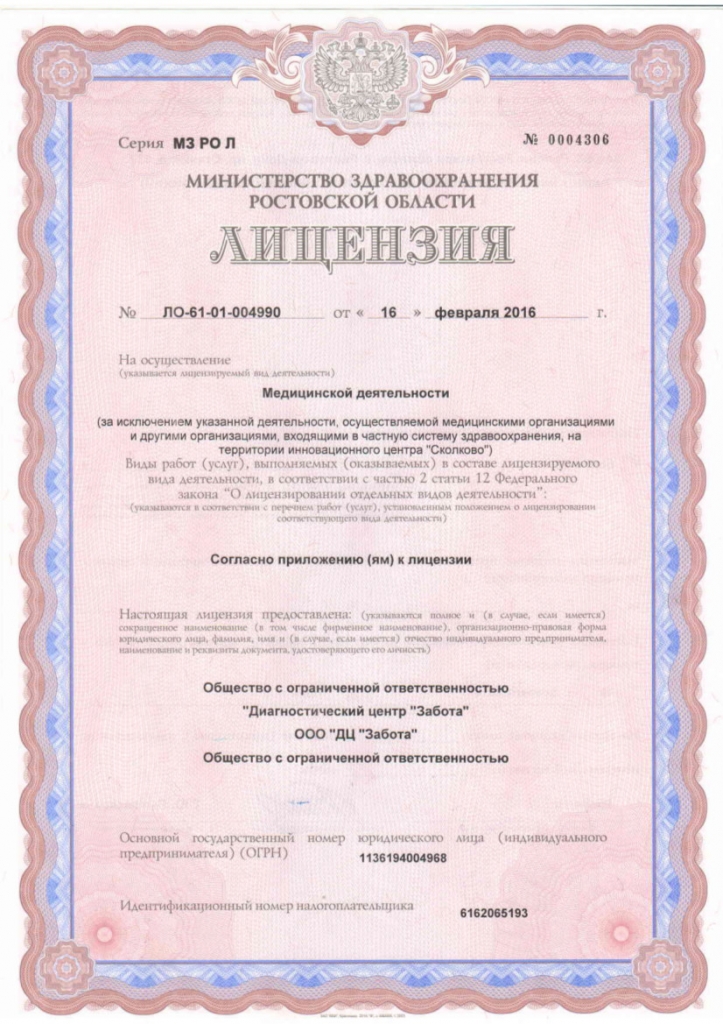 Серия МЗ РО Л № 0004306
МИНИСТЕРСТВО ЗДРАВООХРАНЕНИЯ
РОСТОВСКОЙ ОБЛАСТИ
ЛИЦЕНЗИЯ
№ ЛО-61-01-004990 от « 16 » февраля 2016 г.
На осуществление
(указывается лицензируемый вид деятельности)
Медицинской деятельности
(за исключением указанной деятельности, осуществляемой медицинскими организациями
и другими организациями, входящими в частную систему здравоохранения, на
территории инновационного центра "Сколково")
Виды работ (услуг), выполняемых (оказываемых) в составе лицензируемого
вида деятельности, в соответствии с частью 2 статьи 12 Федерального
закона “О лицензировании отдельных видов деятельности”:
(указываются в соответствии с перечнем работ (услуг), установленным положением о лицензировании
соответствующего вида деятельности)
Согласно приложению (ям) к лицензии
Настоящая лицензия предоставлена: (указываются полное и (в случае, если имеется)
сокращенное наименование (в том числе фирменное наименование), организационно-правовая форма
юридического лица, фамилия, имя и (в случае, если имеется) отчество индивидуального предпринимателя,
наименование и реквизиты документа, удостоверяющего его личность)
Общество с ограниченной ответственностью
"Диагностический центр "Забота"
ООО "ДЦ "Забота"
Общество с ограниченной ответственностью
Основной государственный номер юридического лица (индивидуального
предпринимателя) (ОГРН) 1136194004968
Идентификационный номер налогоплательщика 6162065193